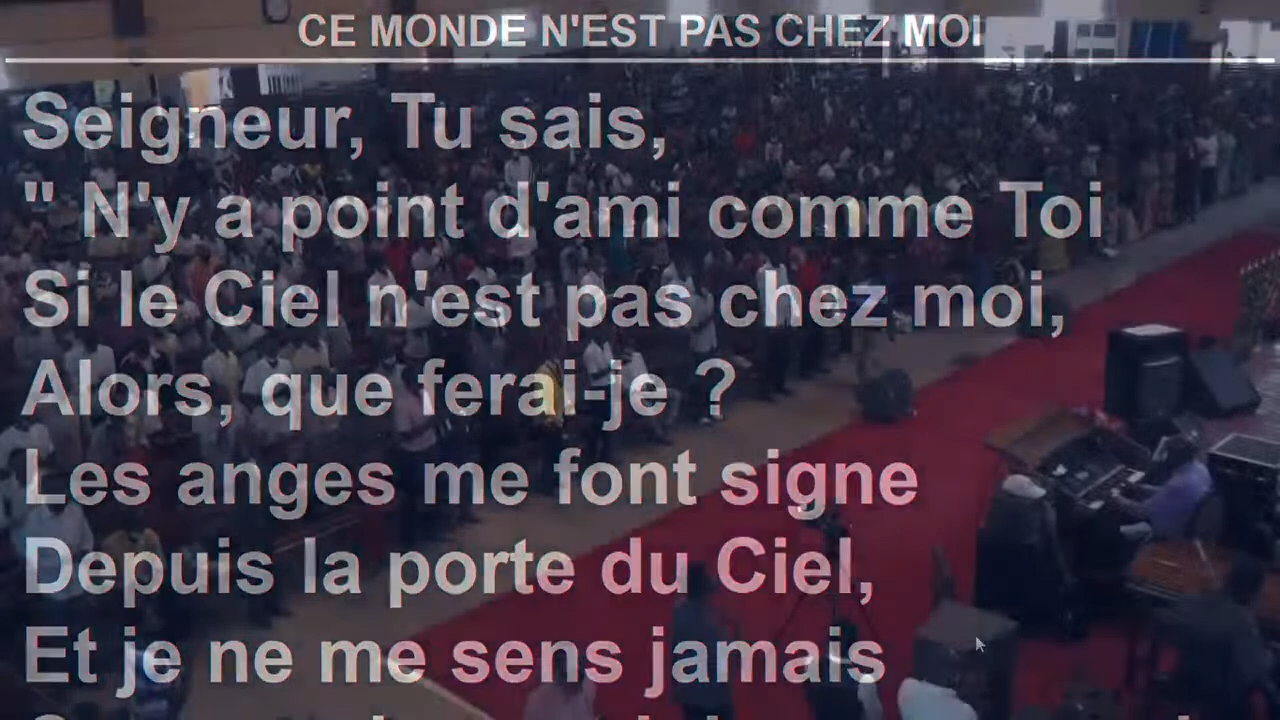 CE MONDE N'EST PAS CHEZ MOI
Seigneur, Tu sais,
" N'y a point d'ami comme Toi
Si le Ciel n'est pas chez moi,
Alors, que ferai-je ?
Les anges me font signe
Depuis la porte du Ciel,
Et je ne me sens jamais